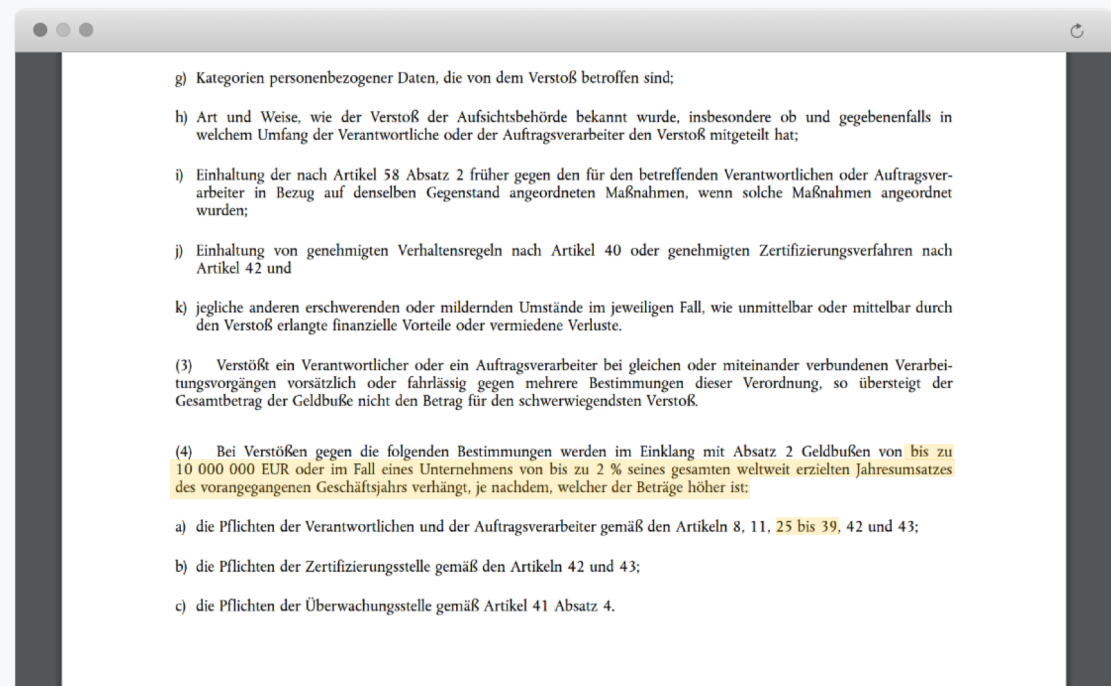 g) Kategorien personenbezogener Daten, die von dem Verstoß betroffen sind;
h) Art und Weise, wie der Verstoß der Aufsichtsbehörde bekannt wurde, insbesondere ob und gegebenenfalls in
welchem Umfang der Verantwortliche oder der Auftragsverarbeiter den Verstoß mitgeteilt hat;
i) Einhaltung der nach Artikel 58 Absatz 2 früher gegen den für den betreffenden Verantwortlichen oder Auftragsver-
arbeiter in Bezug auf denselben Gegenstand angeordneten Maßnahmen, wenn solche Maßnahmen angeordnet
wurden;
j) Einhaltung von genehmigten Verhaltensregeln nach Artikel 40 oder genehmigten Zertifizierungsverfahren nach
Artikel 42 und
k) jegliche anderen erschwerenden oder mildernden Umstände im jeweiligen Fall, wie unmittelbar oder mittelbar durch
den Verstoß erlangte finanzielle Vorteile oder vermiedene Verluste.
(3) Verstößt ein Verantwortlicher oder ein Auftragsverarbeiter bei gleichen oder miteinander verbundenen Verarbei-
tungsvorgängen vorsätzlich oder fahrlässig gegen mehrere Bestimmungen dieser Verordnung, so übersteigt der
Gesamtbetrag der Geldbuße nicht den Betrag für den schwerwiegendsten Verstoß.
(4) Bei Verstößen gegen die folgenden Bestimmungen werden im Einklang mit Absatz 2 Geldbußen von bis zu
10 000 000 EUR oder im Fall eines Unternehmens von bis zu 2 % seines gesamten weltweit erzielten Jahresumsatzes
des vorangegangenen Geschäftsjahrs verhängt, je nachdem, welcher der Beträge höher ist:
a) die Pflichten der Verantwortlichen und der Auftragsverarbeiter gemäß den Artikeln 8, 11, 25 bis 39, 42 und 43;
b) die Pflichten der Zertifizierungsstelle gemäß den Artikeln 42 und 43;
c) die Pflichten der Überwachungsstelle gemäß Artikel 41 Absatz 4.